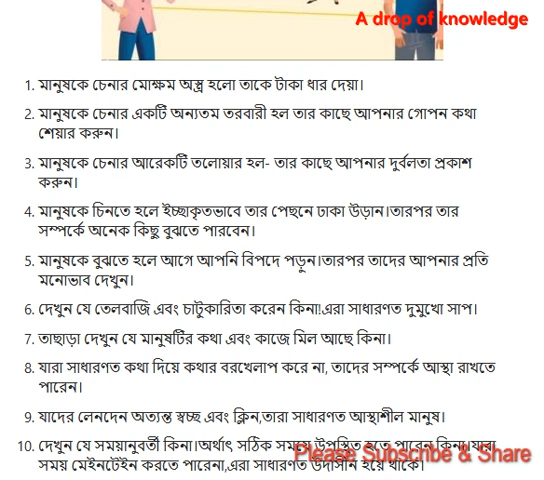 A drop of knowledge
1. মানুষকে চেনার মোক্ষম অস্ত্র হলো তাকে টাকা ধার দেয়া।
2. মানুষকে চেনার একটি অন্যতম তরবারী হল তার কাছে আপনার গোপন কথা
শেয়ার করুন।
3. মানুষকে চেনার আরেকটি তলোয়ার হল- তার কাছে আপনার দুর্বলতা প্রকাশ
করুন।
4. মানুষকে চিনতে হলে ইচ্ছাকৃতভাবে তার পেছনে ঢাকা উড়ান।তারপর তার
সম্পর্কে অনেক কিছু বুঝতে পারবেন।
5. মানুষকে বুঝতে হলে আগে আপনি বিপদে পড়ুন।তারপর তাদের আপনার প্রতি
মনোভাব দেখুন।
6. দেখুন যে তেলবাজি এবং চাটুকারিতা করেন কিনা!এরা সাধারণত দুমুখো সাপ।
7. তাছাড়া দেখুন যে মানুষটির কথা এবং কাজে মিল আছে কিনা।
8. যারা সাধারণত কথা দিয়ে কথার বরখেলাপ করে না, তাদের সম্পর্কে আস্থা রাখতে
পারেন।
9. যাদের লেনদেন অত্যন্ত স্বচ্ছ এবং ক্লিন,তারা সাধারণত আস্থাশীল মানুষ।
10. দেখুন যে সময়ানুবর্তী কিনা।অর্থাৎ সঠিক সময়ে উপস্থিত হতে পারেন কিনা।যারা
সময় মেইনটেইন করতে পারেনা,এরা সাধারণত উদাসীন হয়ে থাকে।
Please Subscribe & Share